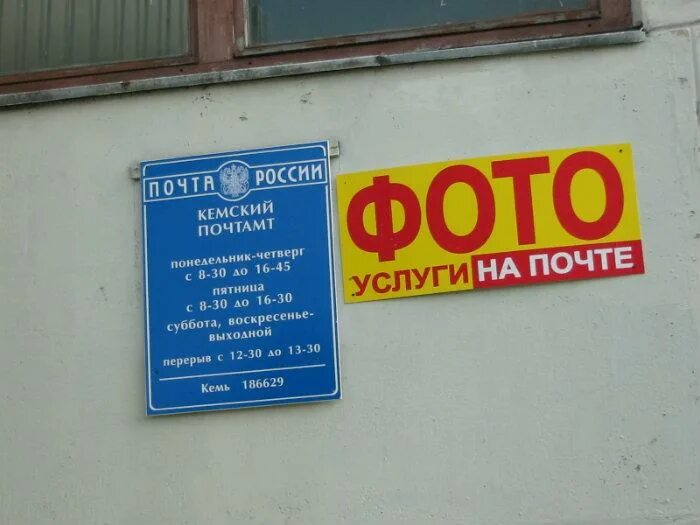 ПОЧТА РОССИИ
КЕМСКИЙ
ПОЧТАМТ
понедельник-четверг
с 8-30 до 16-45
пятница
с 8-30 до 16-30
суббота, воскресенье-
выходной
перерыв с 12-30 до 13-30
Кемь 186629
ФОТО
УСЛУГИ НА ПОЧТЕ